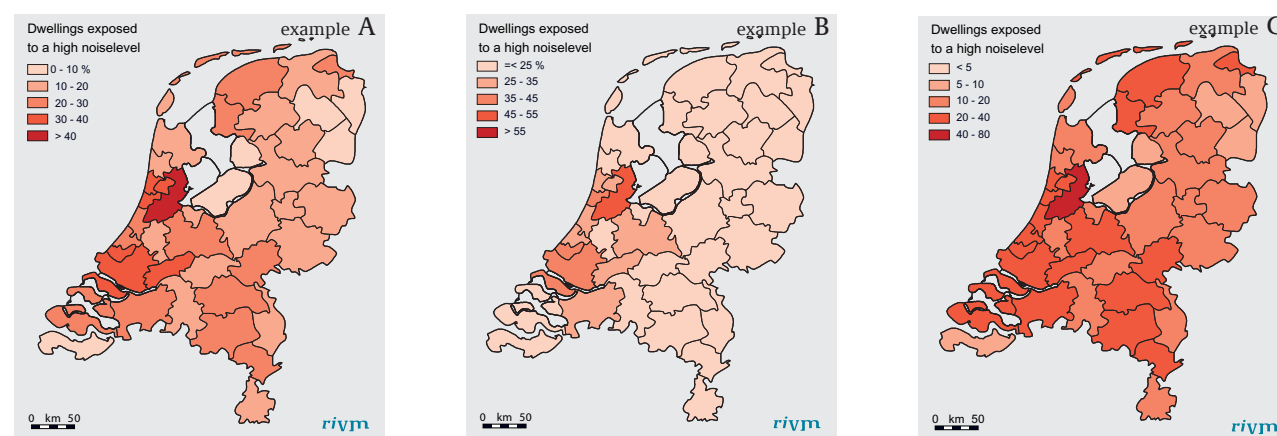 Dwellings exposed
to a high noiselevel
example A
0 - 10 %
10 - 20
20 - 30
30 - 40
> 40
0 km 50
rivm
Dwellings exposed
to a high noiselevel
example B
=< 25 %
25 - 35
35 - 45
45 - 55
> 55
0 km 50
rivm
Dwellings exposed
to a high noiselevel
example C
< 5
5 - 10
10 - 20
20 - 40
40 - 80
0 km 50
rivm